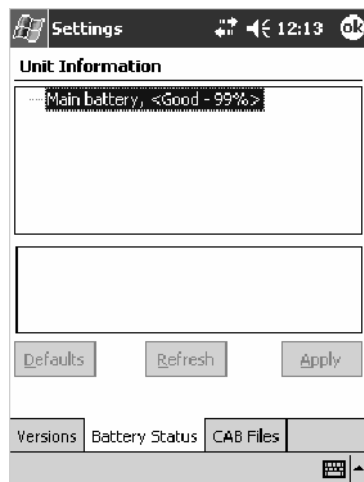 Settings 12:13 ok
Unit Information
Main battery, <Good - 99%>
Defaults Refresh Apply
Versions Battery Status CAB Files